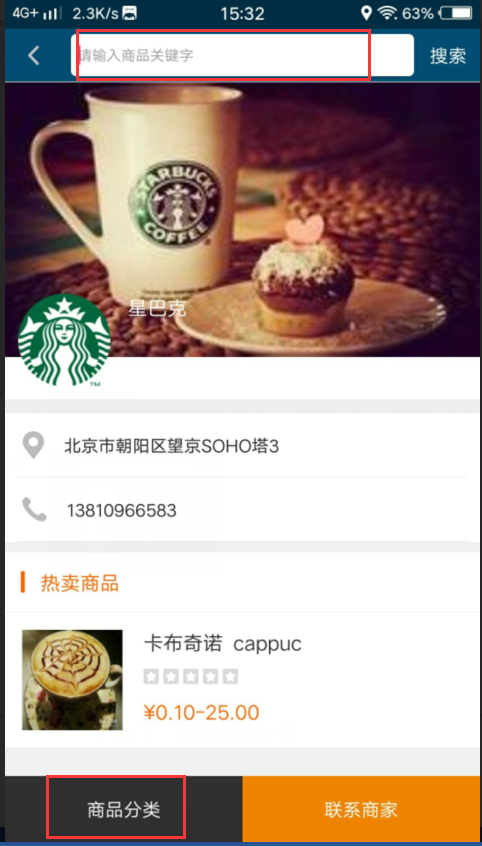 4G+ 2.3K/s 15:32 63%
请输入商品关键字 搜索
STARBUCKS
COFFEE
星巴克
TM
北京市朝阳区望京SOHO塔3
13810966583
热卖商品
卡布奇诺 cappuc
¥0.10-25.00
商品分类 联系商家